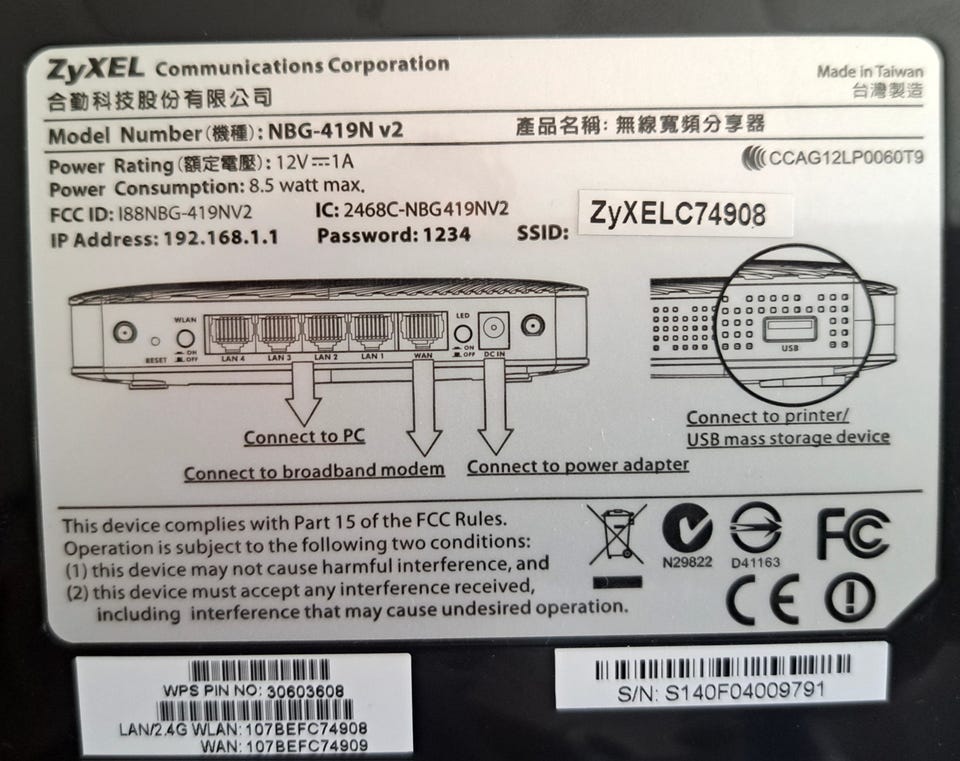 ZyXEL Communications Corporation
合勤科技股份有限公司
Made in Taiwan
台灣製造
Model Number(機種): NBG-419N v2
產品名稱: 無線寬頻分享器
Power Rating(額定電壓): 12V⎓1A
CCAG12LP0060T9
Power Consumption: 8.5 watt max.
FCC ID: I88NBG-419NV2 IC: 2468C-NBG419NV2
IP Address: 192.168.1.1 Password: 1234 SSID: ZyXELC74908
RESET
WLAN
ON
OFF
LAN 4 LAN 3 LAN 2 LAN 1 WAN
LED
ON
OFF
DC IN
USB
Connect to PC
Connect to broadband modem
Connect to power adapter
Connect to printer/
USB mass storage device
This device complies with Part 15 of the FCC Rules.
Operation is subject to the following two conditions:
(1) this device may not cause harmful interference, and
(2) this device must accept any interference received,
including interference that may cause undesired operation.
N29822
D41163
FC
CE
WPS PIN NO: 30603608
LAN/2.4G WLAN: 107BEFC74908
WAN: 107BEFC74909
S/N: S140F04009791